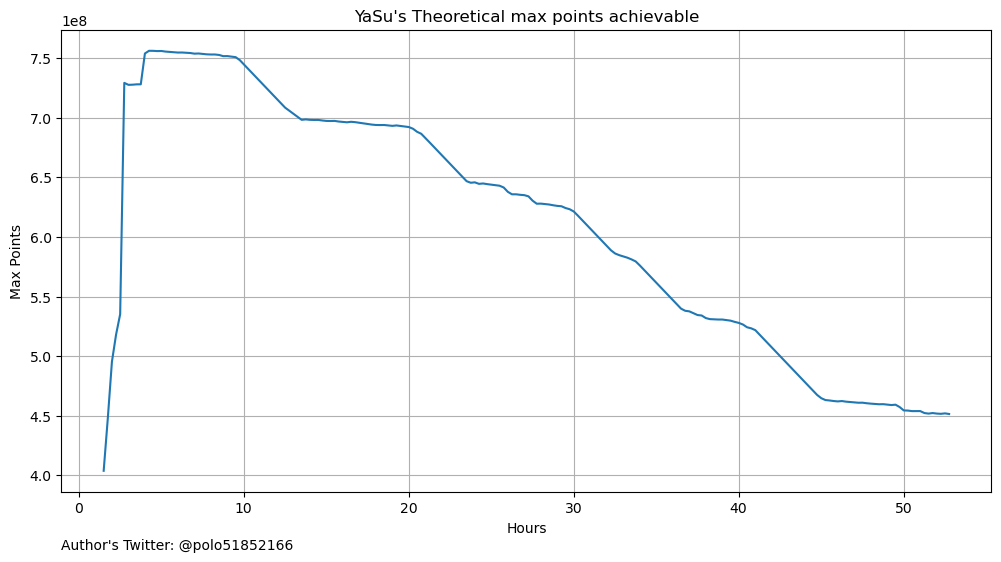 YaSu's Theoretical max points achievable
1e8
7.5
7.0
6.5
6.0
5.5
5.0
4.5
4.0
Max Points
0 10 20 30 40 50
Hours
Author's Twitter: @polo51852166